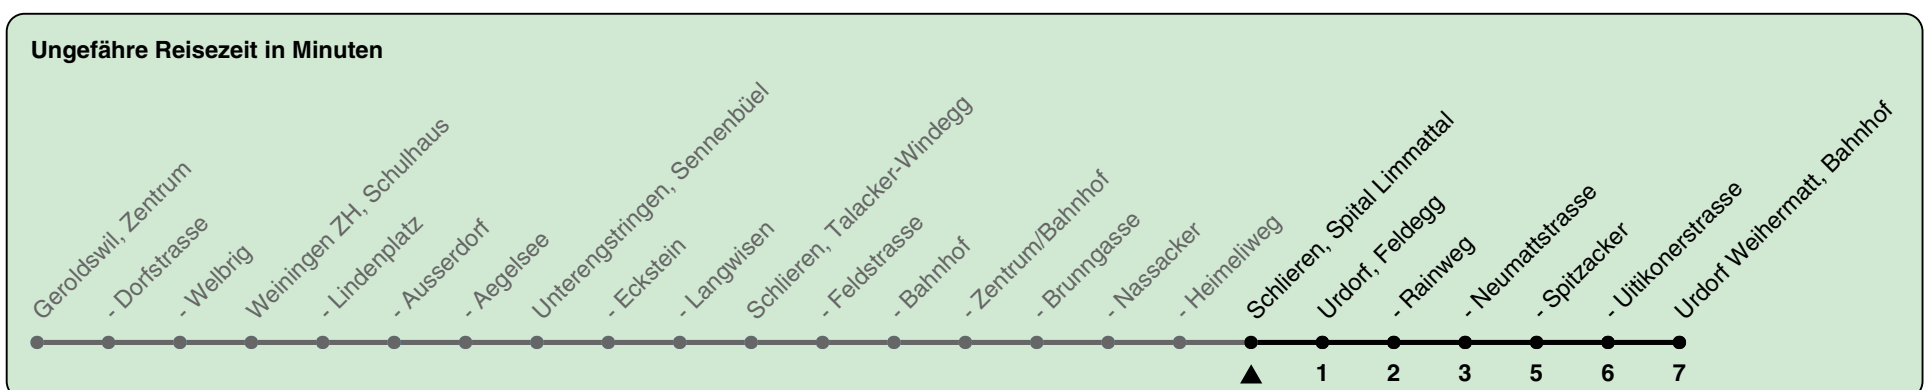 Ungefähre Reisezeit in Minuten
Geroldswil, Zentrum
- Dorfstrasse
- Welbrig
Weiningen ZH, Schulhaus
- Lindenplatz
- Ausserdorf
- Aegelsee
Unterengstringen, Sennenbüel
- Eckstein
- Langwisen
Schlieren, Talacker-Windegg
- Feldstrasse
- Bahnhof
- Zentrum/Bahnhof
- Brunngasse
- Nassacker
- Heimeliweg
Schlieren, Spital Limmattal
Urdorf, Feldegg
- Rainweg
- Neumattstrasse
- Spitzacker
- Uitikonerstrasse
Urdorf Weihermatt, Bahnhof
1 2 3 5 6 7